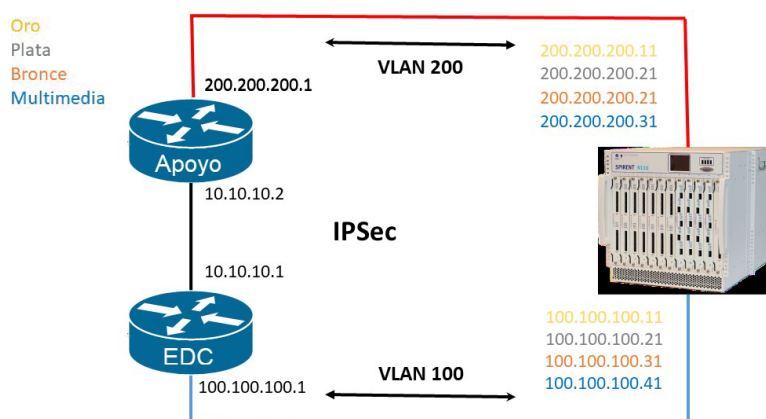 Oro
Plata
Bronce
Multimedia
200.200.200.1
VLAN 200
200.200.200.11
200.200.200.21
200.200.200.21
200.200.200.31
Apoyo
SPIRENT
10.10.10.2
IPSec
10.10.10.1
EDC
100.100.100.1
VLAN 100
100.100.100.11
100.100.100.21
100.100.100.31
100.100.100.41